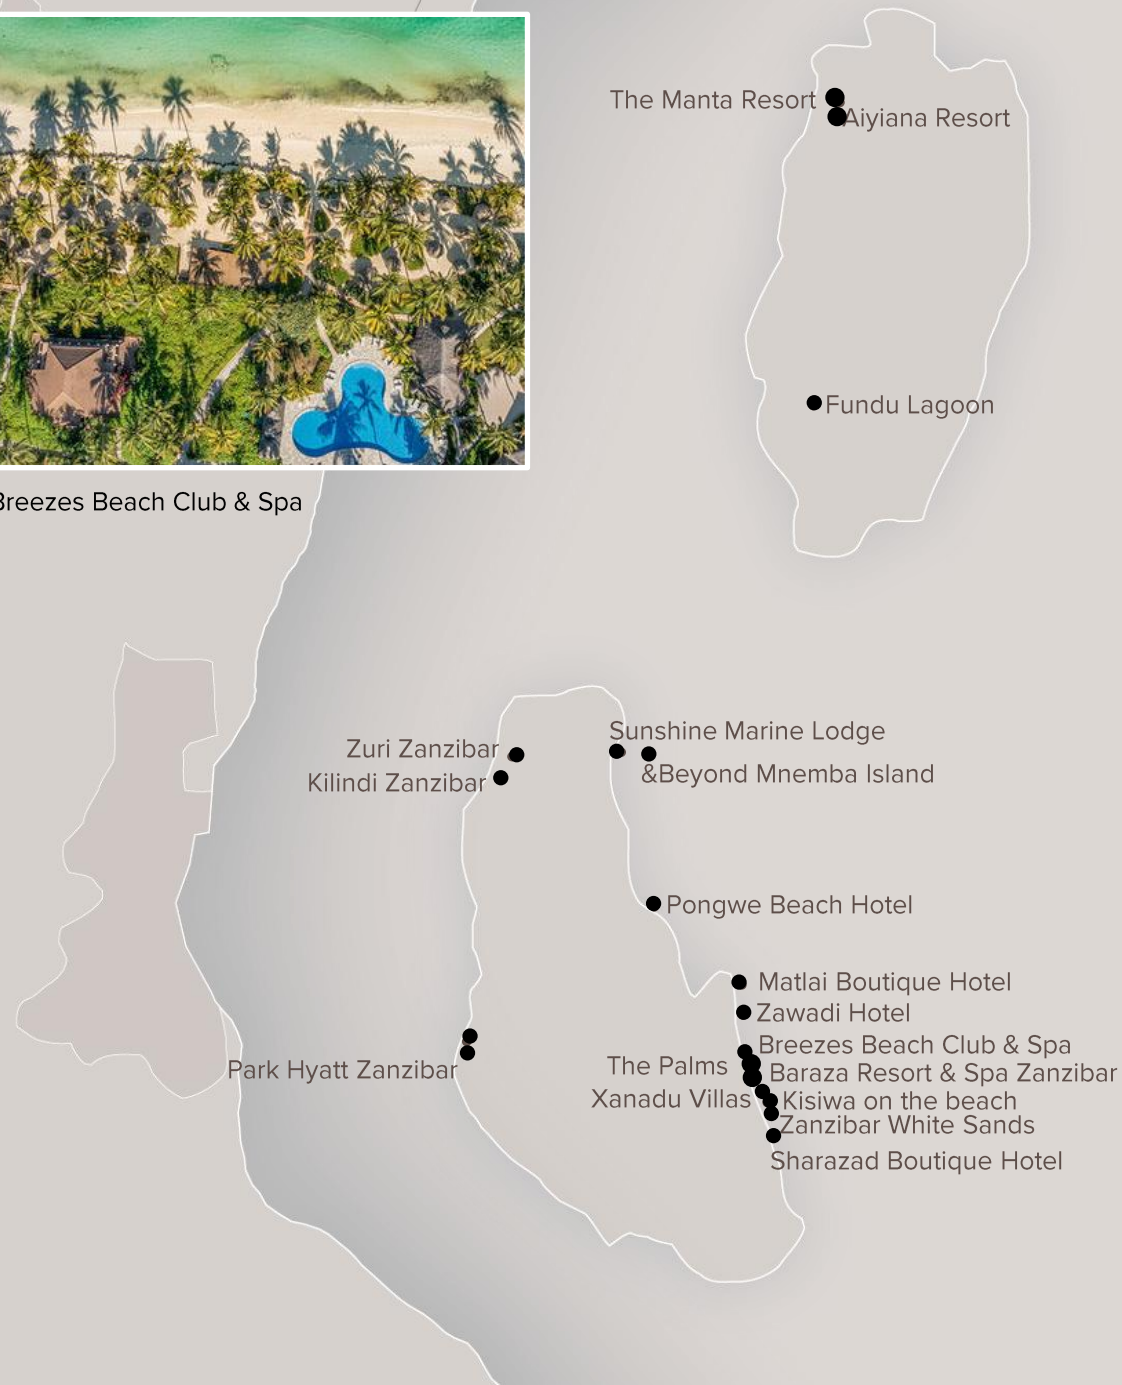 The Manta Resort
Aiyiana Resort
Fundu Lagoon
Breezes Beach Club & Spa
Sunshine Marine Lodge
Zuri Zanzibar
&Beyond Mnemba Island
Kilindi Zanzibar
Pongwe Beach Hotel
Matlai Boutique Hotel
Zawadi Hotel
Breezes Beach Club & Spa
The Palms
Park Hyatt Zanzibar
Baraza Resort & Spa Zanzibar
Xanadu Villas
Kisiwa on the beach
Zanzibar White Sands
Sharazad Boutique Hotel